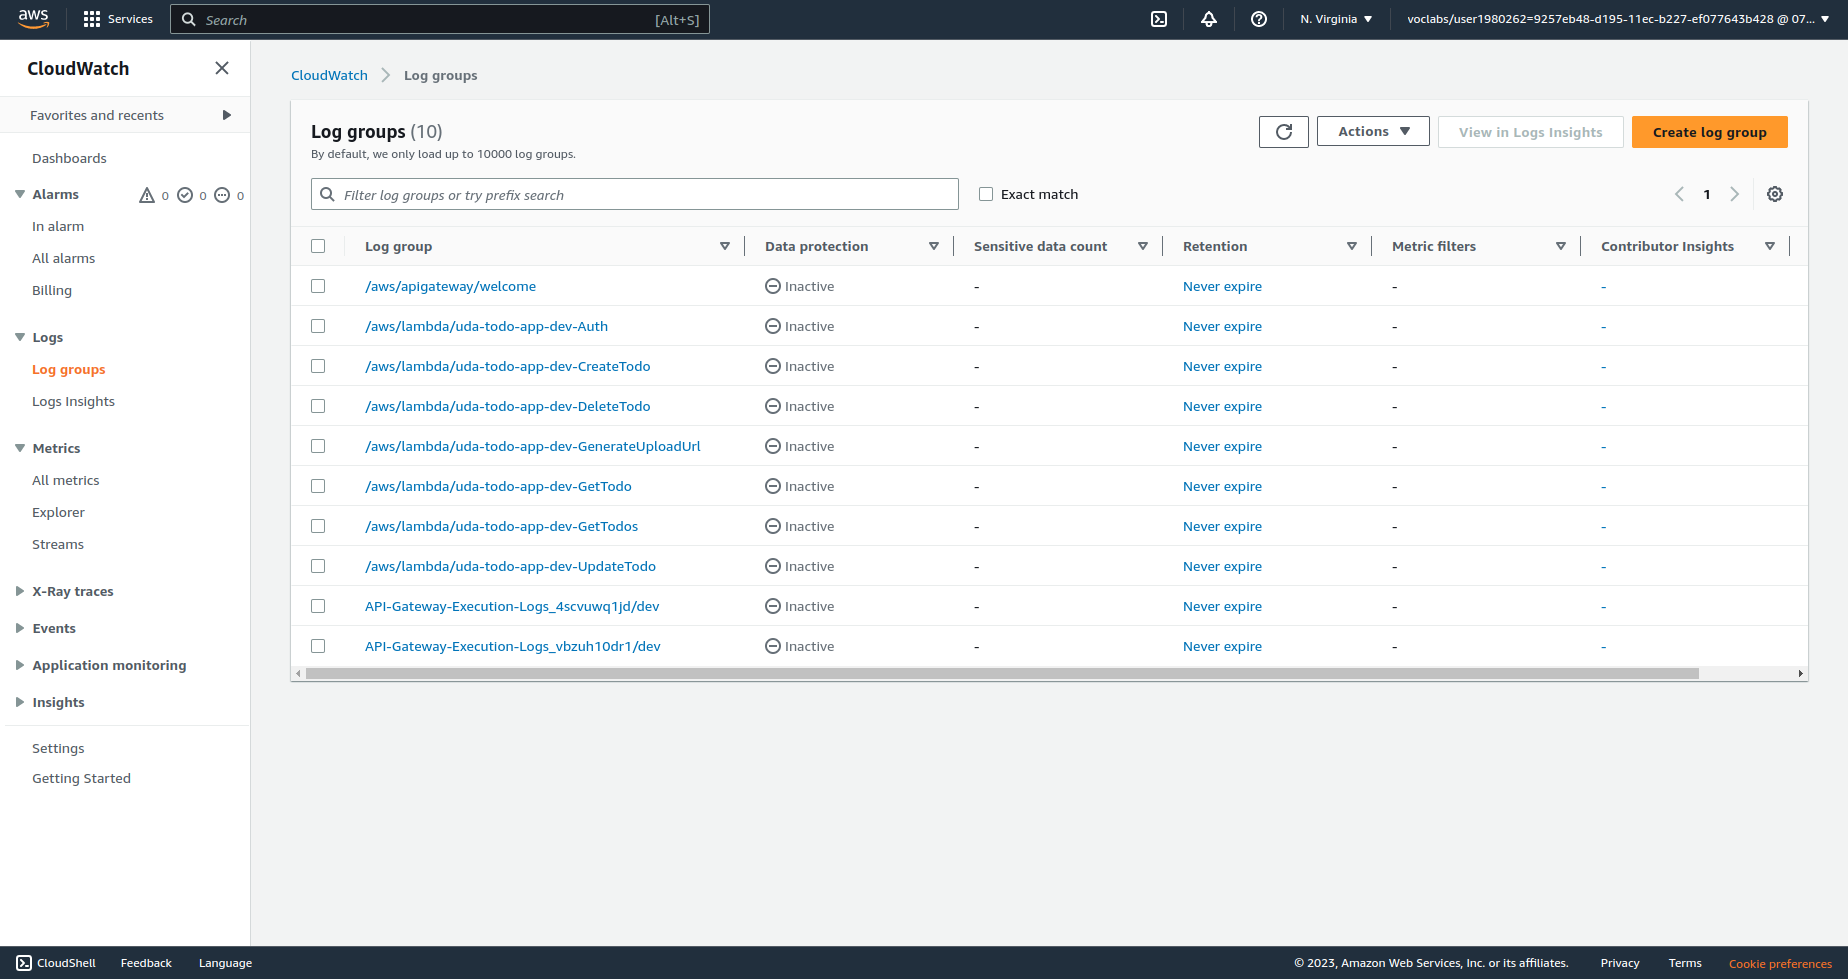 aws Services Search [Alt+S] N. Virginia voclabs/user1980262=9257eb48-d195-11ec-b227-ef077643b428 @ 07...
CloudWatch
Favorites and recents
Dashboards
Alarms 0 0 0
In alarm
All alarms
Billing
Logs
Log groups
Logs Insights
Metrics
All metrics
Explorer
Streams
X-Ray traces
Events
Application monitoring
Insights
Settings
Getting Started
CloudWatch Log groups
Log groups (10)
By default, we only load up to 10000 log groups.
Actions View in Logs Insights Create log group
Filter log groups or try prefix search Exact match 1
Log group Data protection Sensitive data count Retention Metric filters Contributor Insights
/aws/apigateway/welcome Inactive - Never expire - -
/aws/lambda/uda-todo-app-dev-Auth Inactive - Never expire - -
/aws/lambda/uda-todo-app-dev-CreateTodo Inactive - Never expire - -
/aws/lambda/uda-todo-app-dev-DeleteTodo Inactive - Never expire - -
/aws/lambda/uda-todo-app-dev-GenerateUploadUrl Inactive - Never expire - -
/aws/lambda/uda-todo-app-dev-GetTodo Inactive - Never expire - -
/aws/lambda/uda-todo-app-dev-GetTodos Inactive - Never expire - -
/aws/lambda/uda-todo-app-dev-UpdateTodo Inactive - Never expire - -
API-Gateway-Execution-Logs_4scvuwq1jd/dev Inactive - Never expire - -
API-Gateway-Execution-Logs_vbzuh10dr1/dev Inactive - Never expire - -
CloudShell Feedback Language © 2023, Amazon Web Services, Inc. or its affiliates. Privacy Terms Cookie preferences